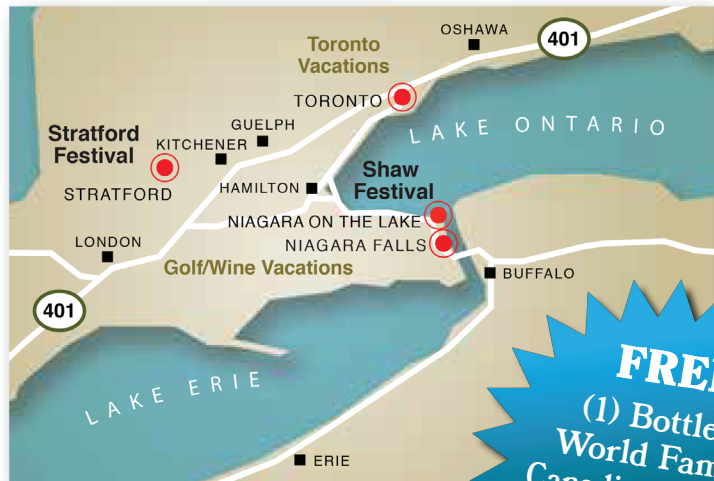 OSHAWA
401
Toronto
Vacations
TORONTO
LAKE ONTARIO
GUELPH
Stratford
Festival
KITCHENER
STRATFORD
Shaw
Festival
HAMILTON
NIAGARA ON THE LAKE
NIAGARA FALLS
LONDON
Golf/Wine Vacations
BUFFALO
401
LAKE ERIE
ERIE
(1) Bottle
World